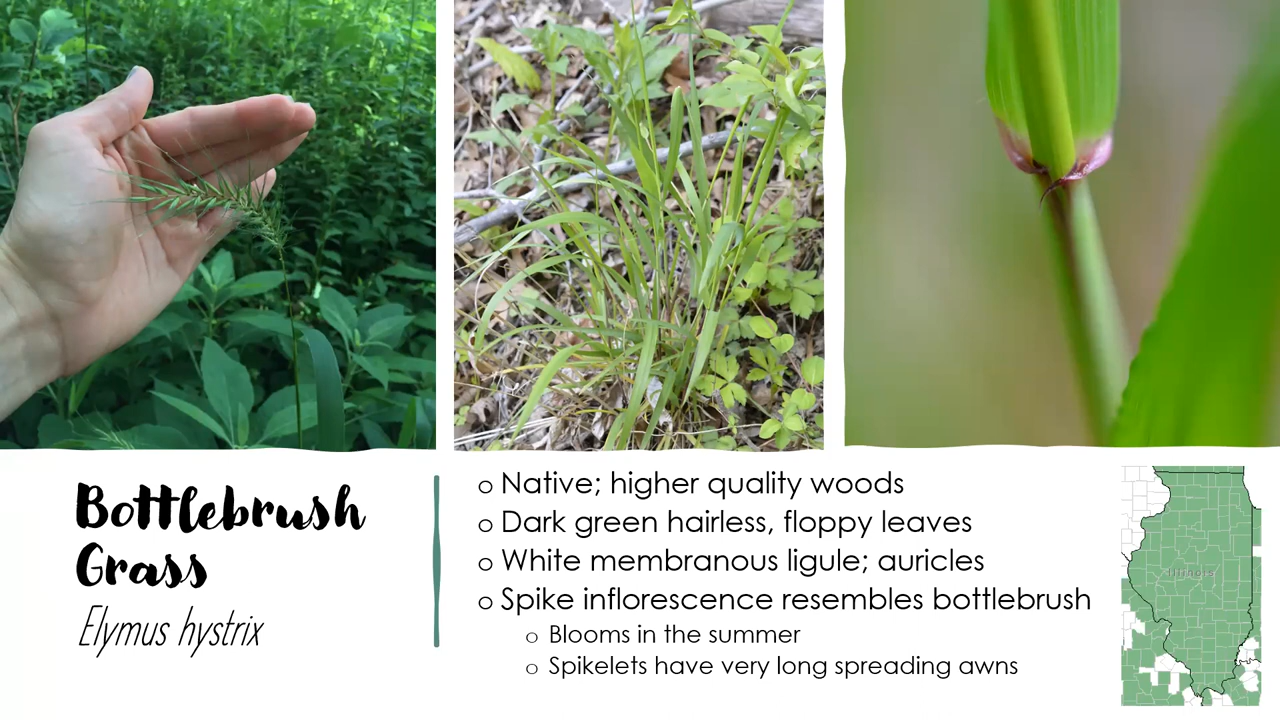 Bottlebrush
Grass
Elymus hystrix
o Native; higher quality woods
o Dark green hairless, floppy leaves
o White membranous ligule; auricles
o Spike inflorescence resembles bottlebrush
o Blooms in the summer
o Spikelets have very long spreading awns
Illinois